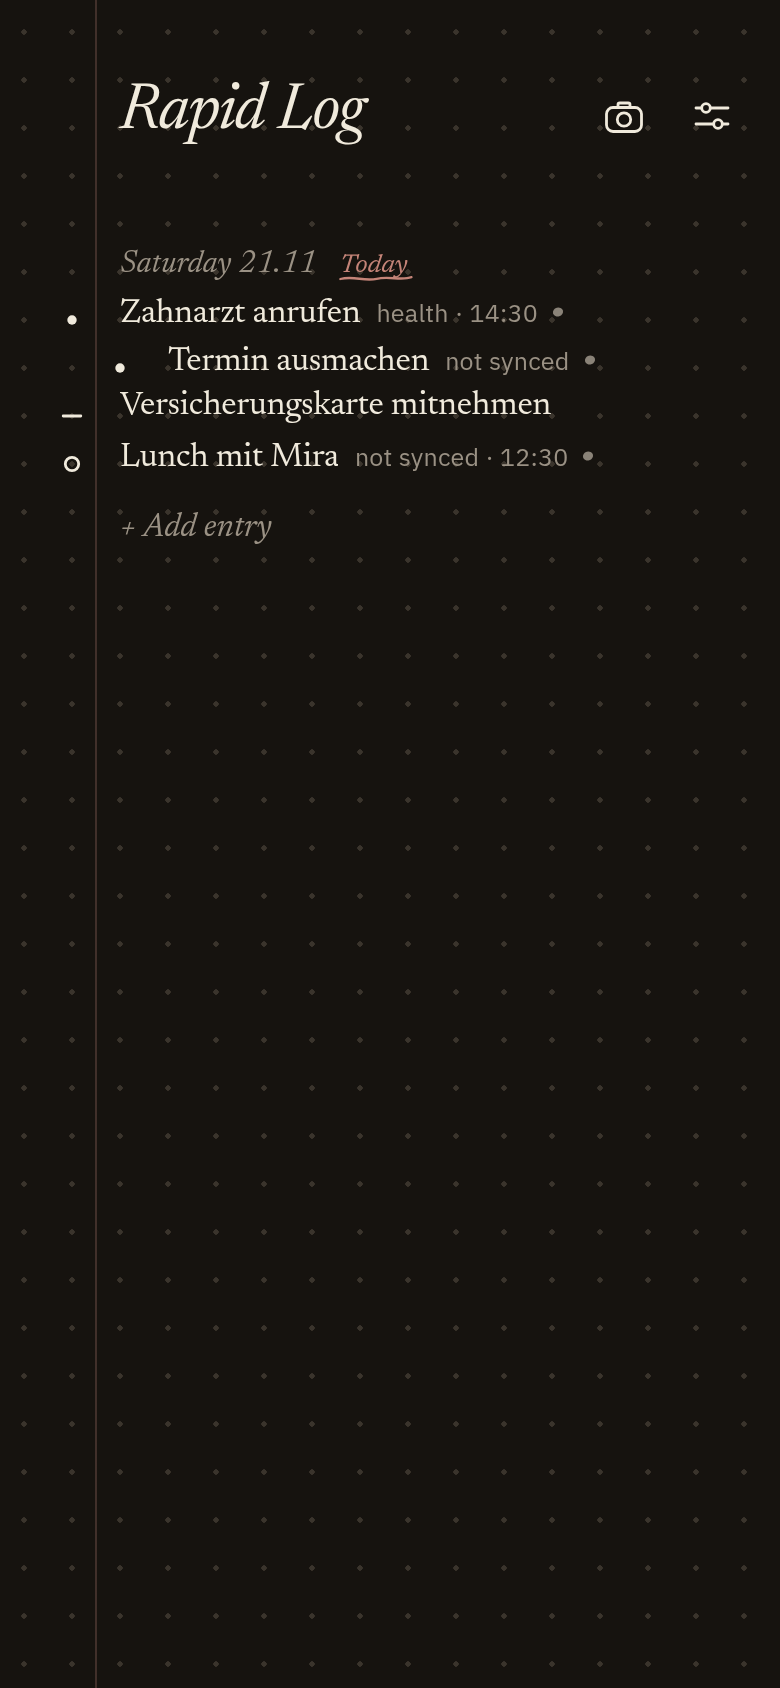 Rapid Log
Saturday 21.11 Today
Zahnarzt anrufen health · 14:30
Termin ausmachen not synced
Versicherungskarte mitnehmen
Lunch mit Mira not synced · 12:30
+ Add entry